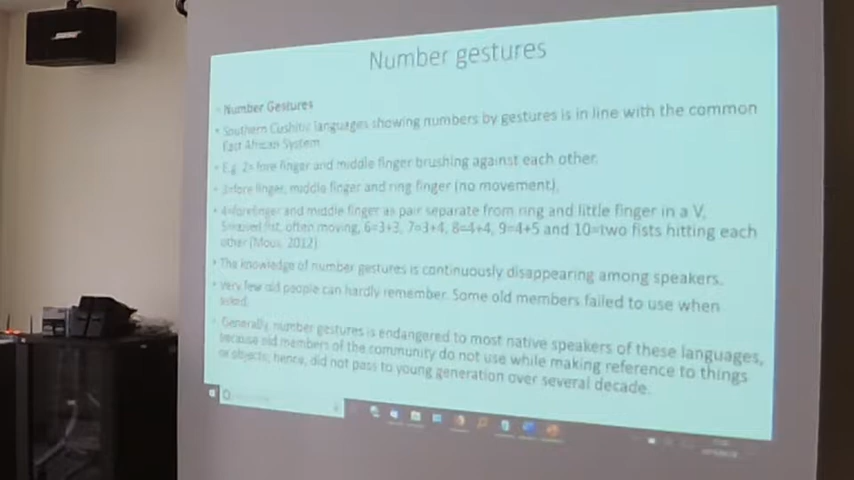 BOSE
Number gestures
• Number Gestures
• Southern Cushitic languages showing numbers by gestures is in line with the common
East African System.
• E.g. 2= fore finger and middle finger brushing against each other.
• 3=fore finger, middle finger and ring finger (no movement),
• 4=forefinger and middle finger as pair separate from ring and little finger in a V,
fist, often moving, 6=3+3, 7=3+4, 8=4+4, 9=4+5 and 10=two fists hitting each
other (Mous, 2012).
• The knowledge of number gestures is continuously disappearing among speakers.
• Very few old people can hardly remember. Some old members failed to use when
asked.
• Generally, number gestures is endangered to most native speakers of these languages,
because old members of the community do not use while making reference to things
or objects; hence, did not pass to young generation over several decade.